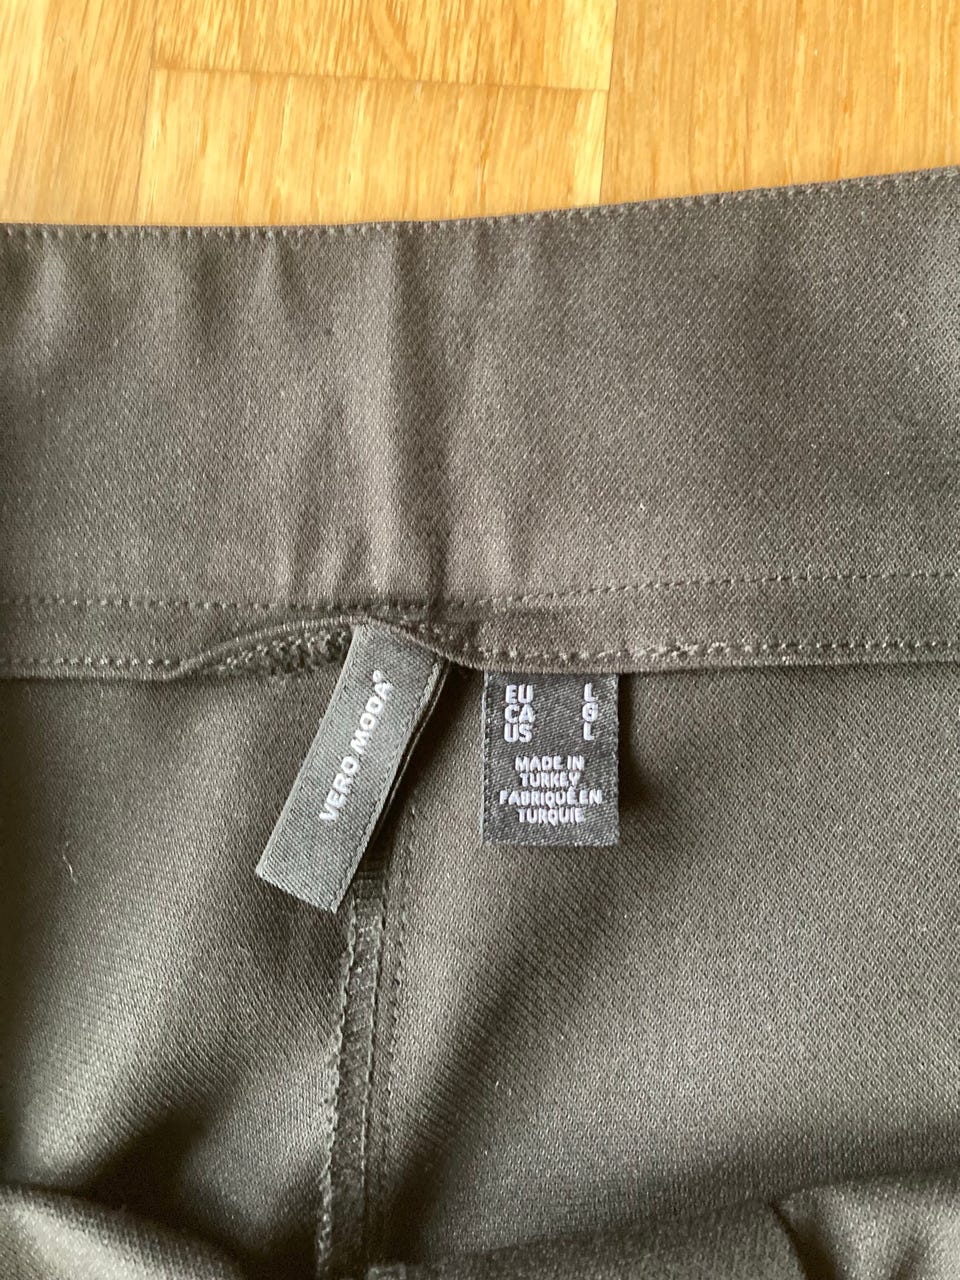 VERO MODA®
EU L
CA G
US L
MADE IN
TURKEY
FABRIQUÉ EN
TURQUIE